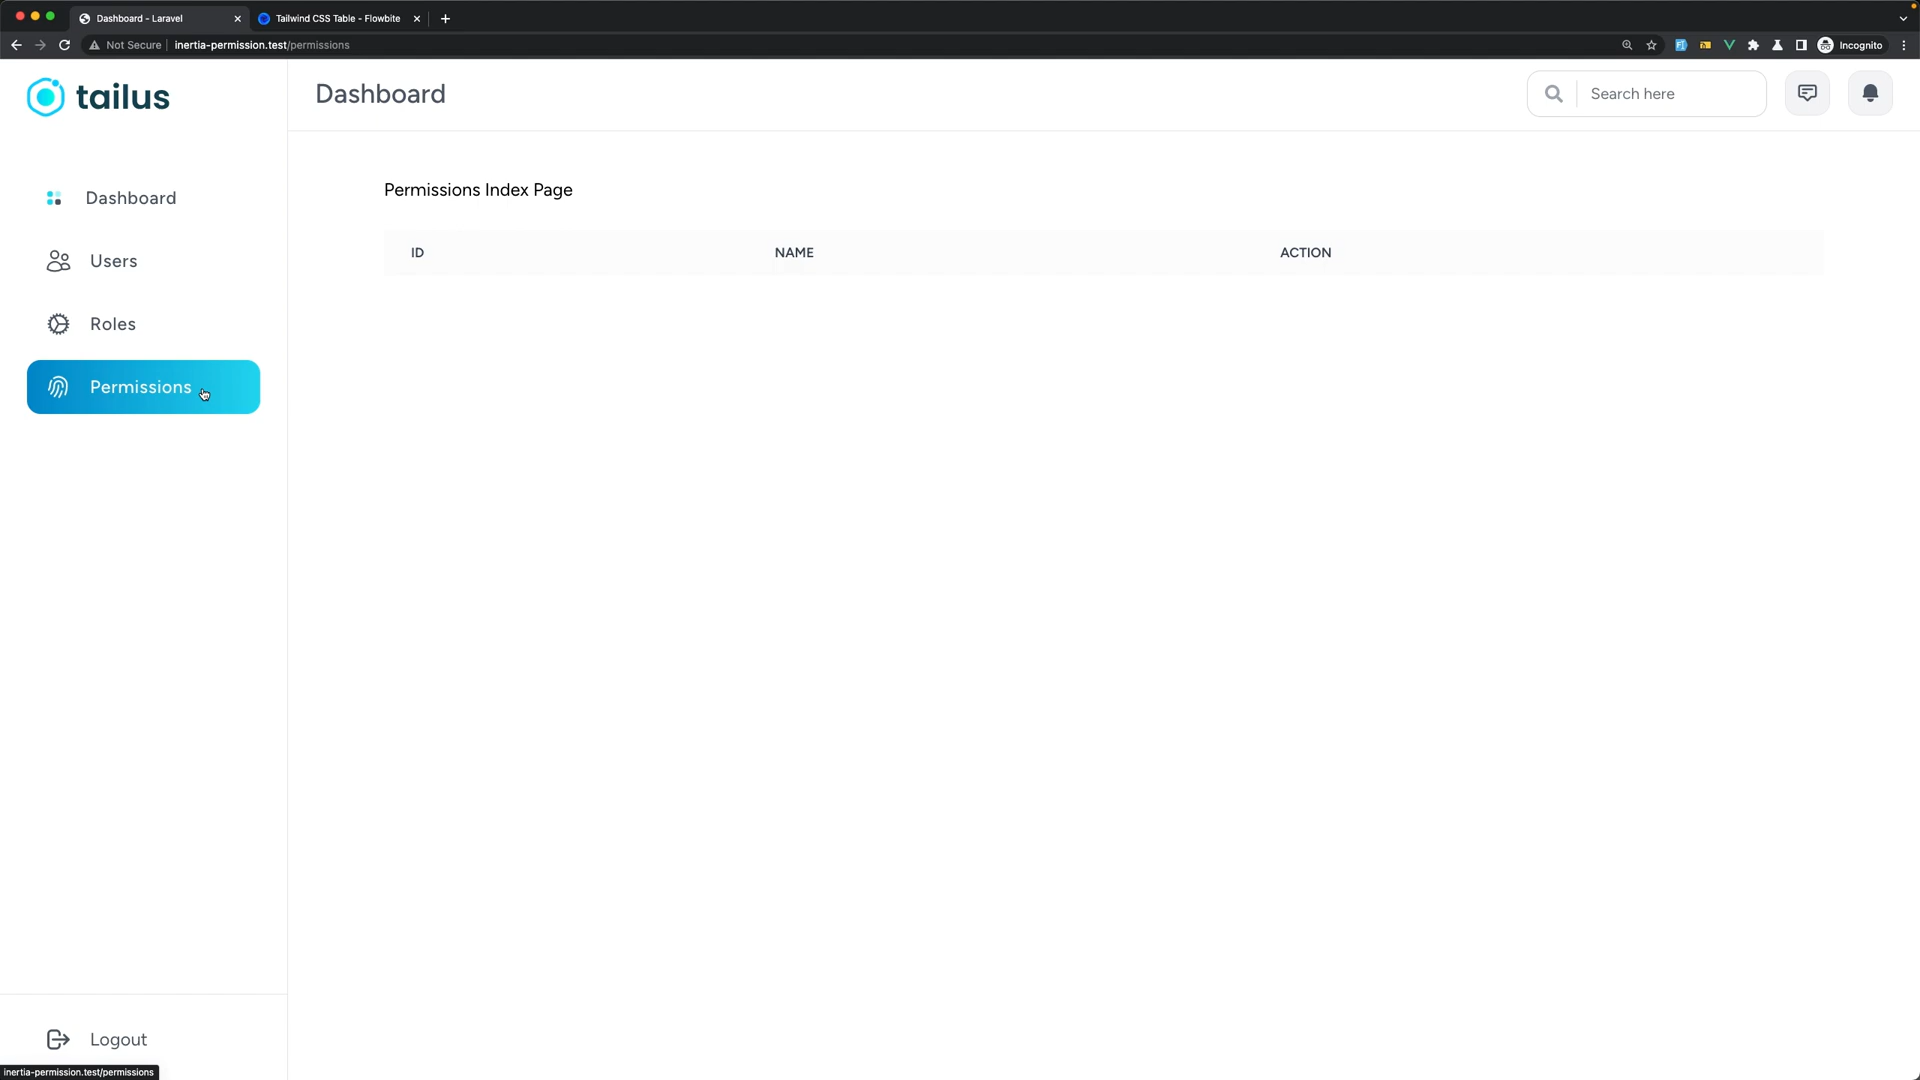 Dashboard - Laravel
Tailwind CSS Table - Flowbite
Not Secure
inertia-permission.test/permissions
Incognito
tailus
Dashboard
Search here
Dashboard
Users
Roles
Permissions
Permissions Index Page
ID NAME ACTION
Logout
inertia-permission.test/permissions